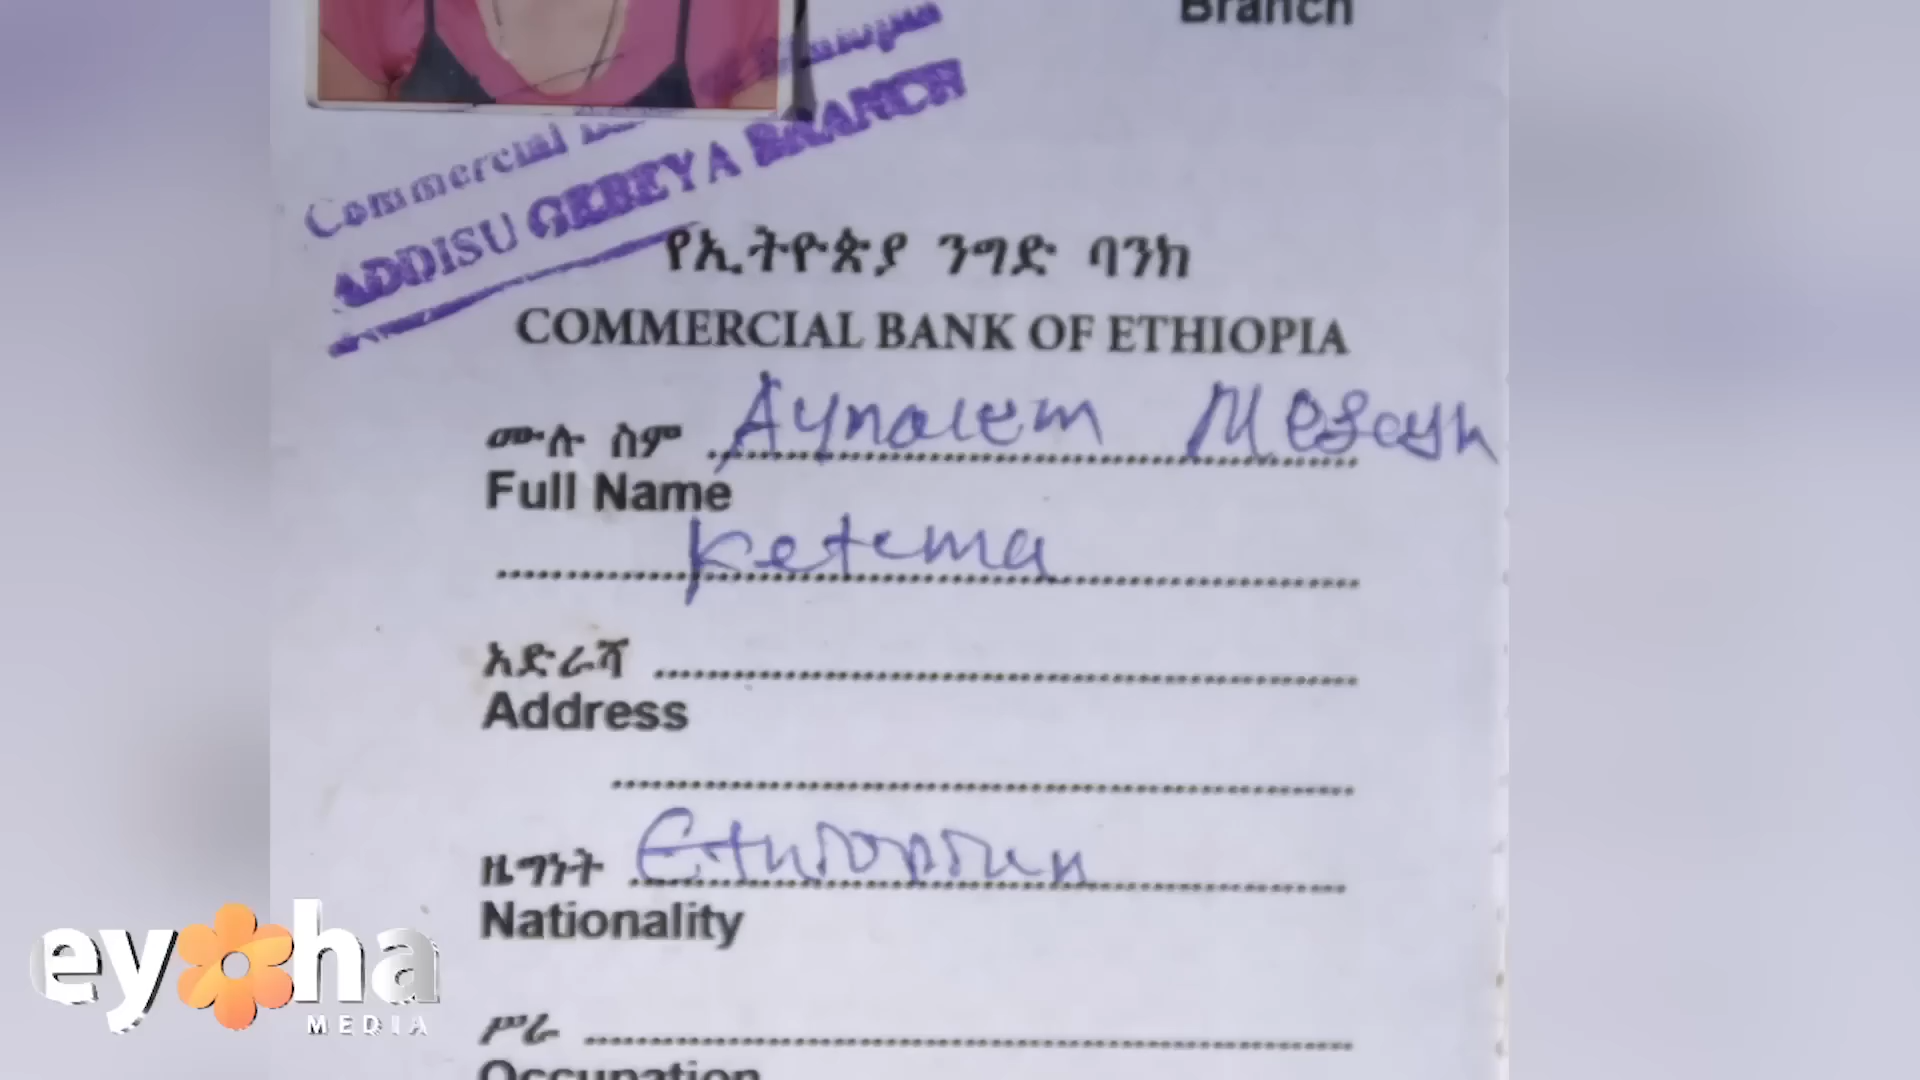 Branch
Commercial
ADDISU GEBEYA BRANCH
የኢትዮጵያ ንግድ ባንክ
COMMERCIAL BANK OF ETHIOPIA
ሙሉ ስም Aynalem
Full Name
Ketema
አድራሻ
Address
ዜግነት Ethiopian
Nationality
ሥራ
Occupation
eyoha
MEDIA